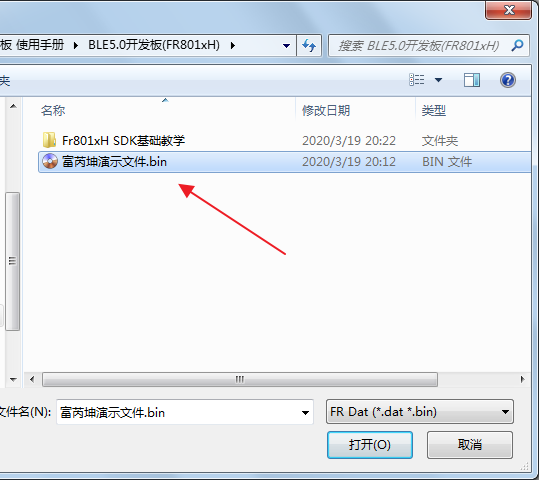 板 使用手册 ▸ BLE5.0开发板(FR801xH) ▸
搜索 BLE5.0开发板(FR801xH)
夹
名称 修改日期 类型
Fr801xH SDK基础教学 2020/3/19 20:22 文件夹
富芮坤演示文件.bin 2020/3/19 20:12 BIN 文件
文件名(N): 富芮坤演示文件.bin FR Dat (*.dat *.bin)
打开(O) 取消